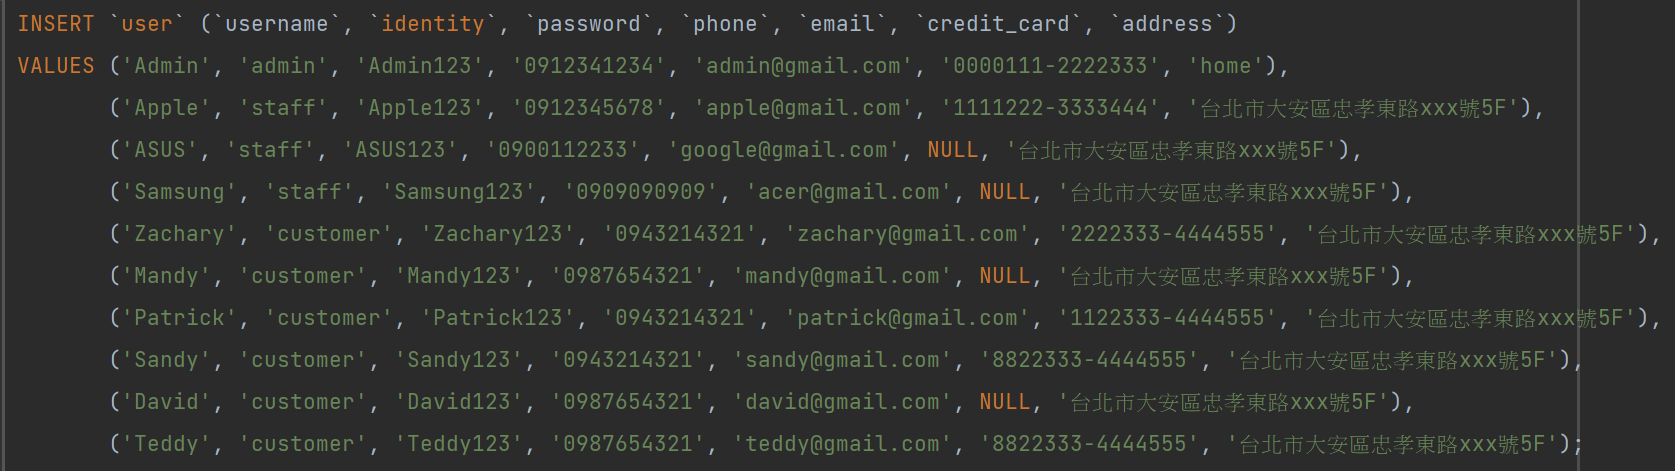 INSERT `user` (`username`, `identity`, `password`, `phone`, `email`, `credit_card`, `address`)
VALUES ('Admin', 'admin', 'Admin123', '0912341234', 'admin@gmail.com', '0000111-2222333', 'home'),
('Apple', 'staff', 'Apple123', '0912345678', 'apple@gmail.com', '1111222-3333444', '台北市大安區忠孝東路xxx號5F'),
('ASUS', 'staff', 'ASUS123', '0900112233', 'google@gmail.com', NULL, '台北市大安區忠孝東路xxx號5F'),
('Samsung', 'staff', 'Samsung123', '0909090909', 'acer@gmail.com', NULL, '台北市大安區忠孝東路xxx號5F'),
('Zachary', 'customer', 'Zachary123', '0943214321', 'zachary@gmail.com', '2222333-4444555', '台北市大安區忠孝東路xxx號5F'),
('Mandy', 'customer', 'Mandy123', '0987654321', 'mandy@gmail.com', NULL, '台北市大安區忠孝東路xxx號5F'),
('Patrick', 'customer', 'Patrick123', '0943214321', 'patrick@gmail.com', '1122333-4444555', '台北市大安區忠孝東路xxx號5F'),
('Sandy', 'customer', 'Sandy123', '0943214321', 'sandy@gmail.com', '8822333-4444555', '台北市大安區忠孝東路xxx號5F'),
('David', 'customer', 'David123', '0987654321', 'david@gmail.com', NULL, '台北市大安區忠孝東路xxx號5F'),
('Teddy', 'customer', 'Teddy123', '0987654321', 'teddy@gmail.com', '8822333-4444555', '台北市大安區忠孝東路xxx號5F');